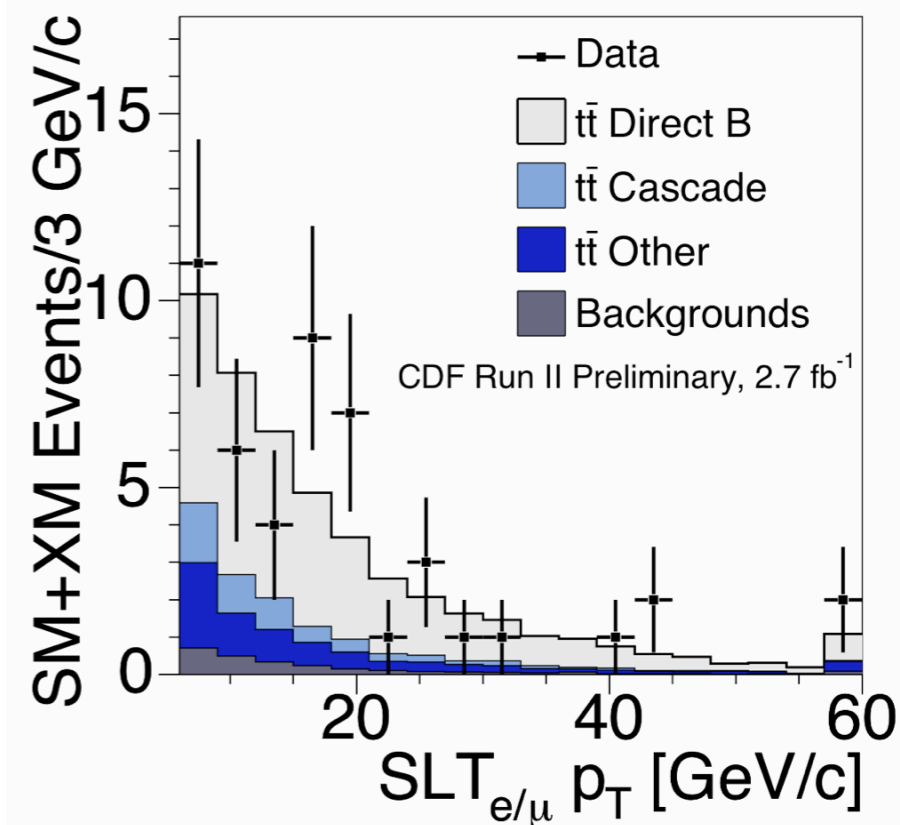 SM+XM Events/3 GeV/c
15
10
5
0
Data
tt̄ Direct B
tt̄ Cascade
tt̄ Other
Backgrounds
CDF Run II Preliminary, 2.7 fb⁻¹
20 40 60
SLT_{e/μ} p_T [GeV/c]